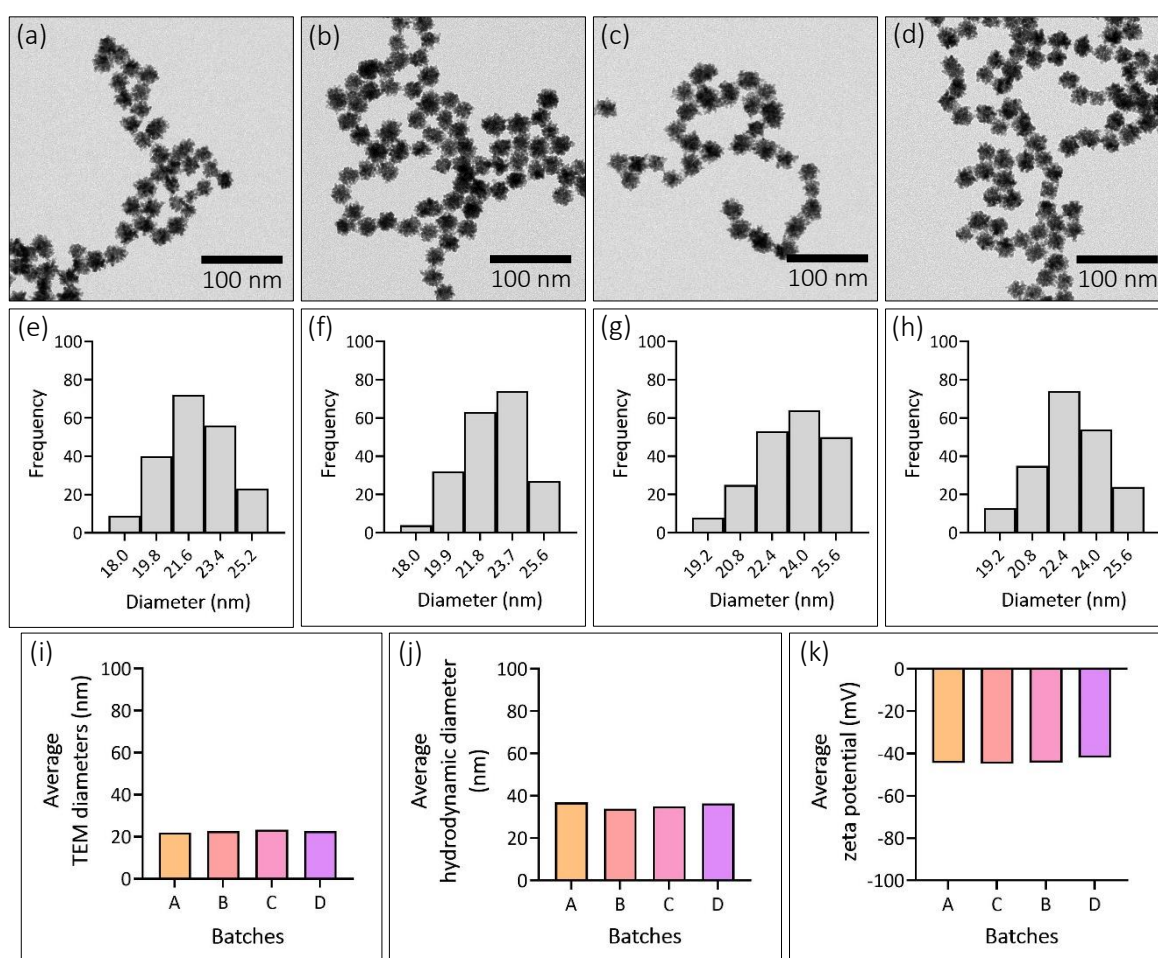 (a)
100 nm
(b)
100 nm
(c)
100 nm
(d)
100 nm
(e)
Frequency
100
80
60
40
20
0
18.0 19.8 21.6 23.4 25.2
Diameter (nm)
(f)
Frequency
100
80
60
40
20
0
18.0 19.9 21.8 23.7 25.6
Diameter (nm)
(g)
Frequency
100
80
60
40
20
0
19.2 20.8 22.4 24.0 25.6
Diameter (nm)
(h)
Frequency
100
80
60
40
20
0
19.2 20.8 22.4 24.0 25.6
Diameter (nm)
(i)
Average
TEM diameters (nm)
100
80
60
40
20
0
A B C D
Batches
(j)
Average
hydrodynamic diameter
(nm)
100
80
60
40
20
0
A B C D
Batches
(k)
Average
zeta potential (mV)
0
-20
-40
-60
-80
-100
A C B D
Batches